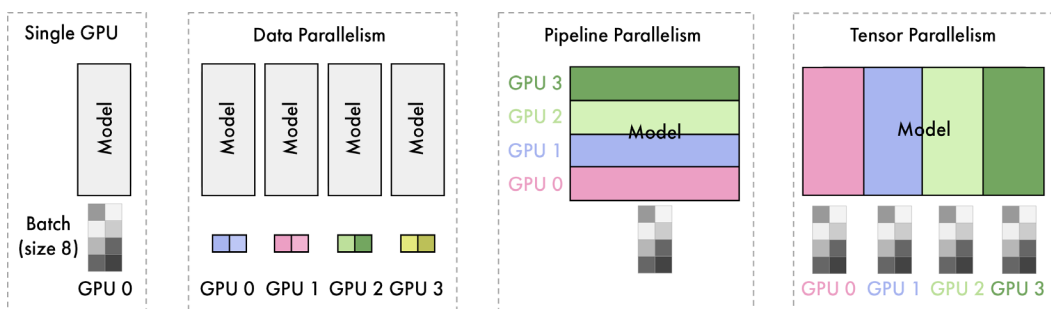 Single GPU
Model
Batch
(size 8)
GPU 0
Data Parallelism
Model
Model
Model
Model
GPU 0 GPU 1 GPU 2 GPU 3
Pipeline Parallelism
GPU 3
GPU 2
Model
GPU 1
GPU 0
Tensor Parallelism
Model
GPU 0 GPU 1 GPU 2 GPU 3